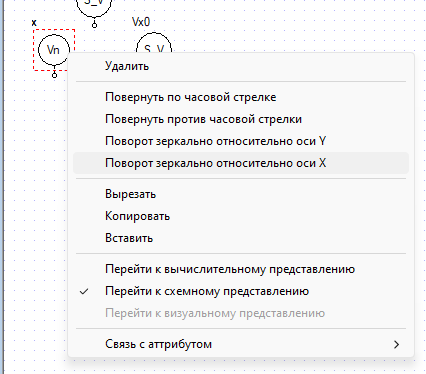 S_V
x
Vx0
Vn
S_V
Удалить
Повернуть по часовой стрелке
Повернуть против часовой стрелки
Поворот зеркально относительно оси Y
Поворот зеркально относительно оси X
Вырезать
Копировать
Вставить
Перейти к вычислительному представлению
Перейти к схемному представлению
Перейти к визуальному представлению
Связь с аттрибутом